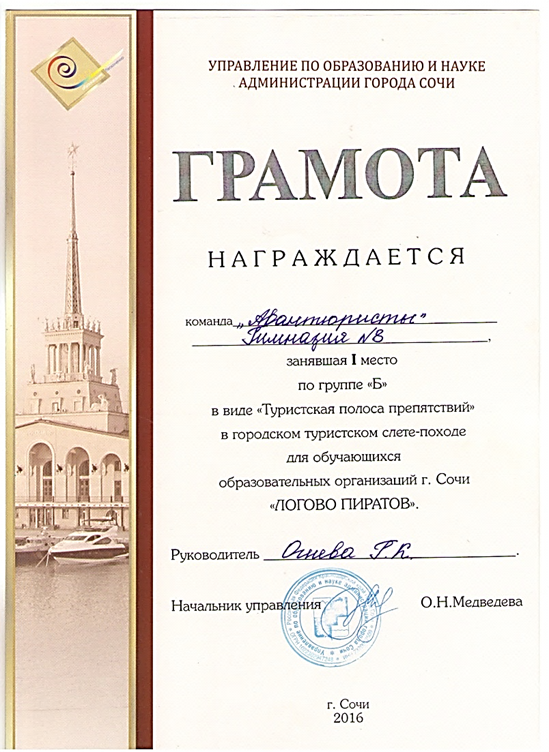 УПРАВЛЕНИЕ ПО ОБРАЗОВАНИЮ И НАУКЕ
АДМИНИСТРАЦИИ ГОРОДА СОЧИ
ГРАМОТА
НАГРАЖДАЕТСЯ
команда „Авантюристы"
Гимназия №8,
занявшая I место
по группе «Б»
в виде «Туристская полоса препятствий»
в городском туристском слете-походе
для обучающихся
образовательных организаций г. Сочи
«ЛОГОВО ПИРАТОВ».
Руководитель Огнева Г.К.
Начальник управления О.Н.Медведева
г. Сочи
2016